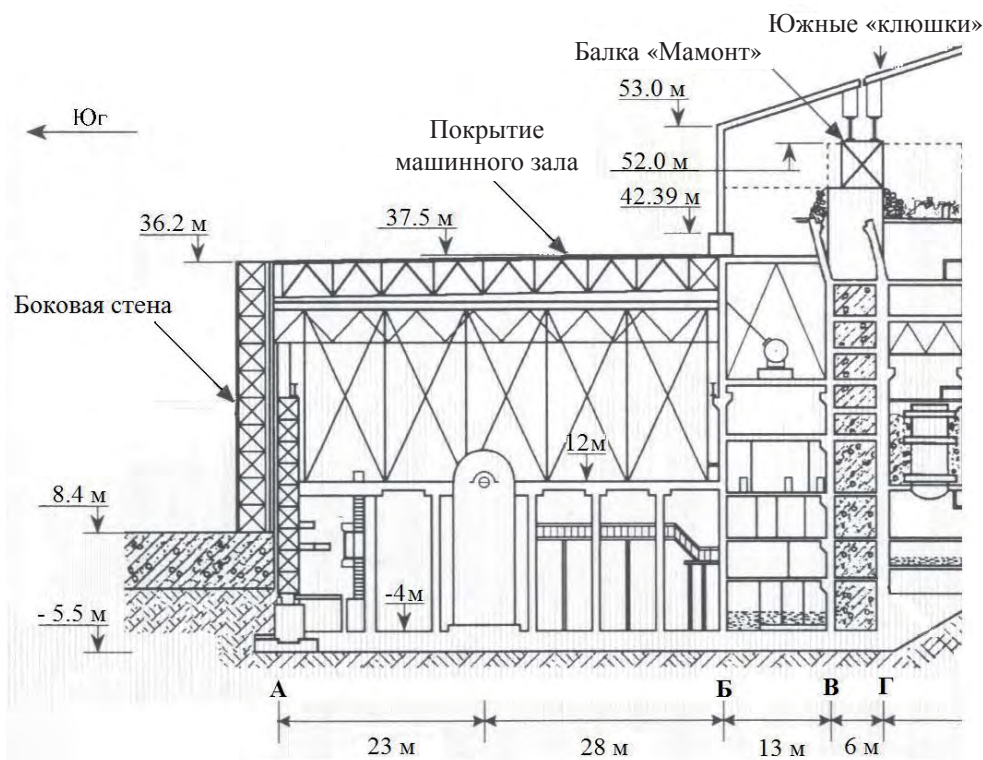 Южные «клюшки»
Балка «Мамонт»
53.0 м
Юг
Покрытие
машинного зала
52.0 м
42.39 м
36.2 м
37.5 м
Боковая стена
12м
8.4 м
-4м
- 5.5 м
А
Б
В
Г
23 м
28 м
13 м
6 м